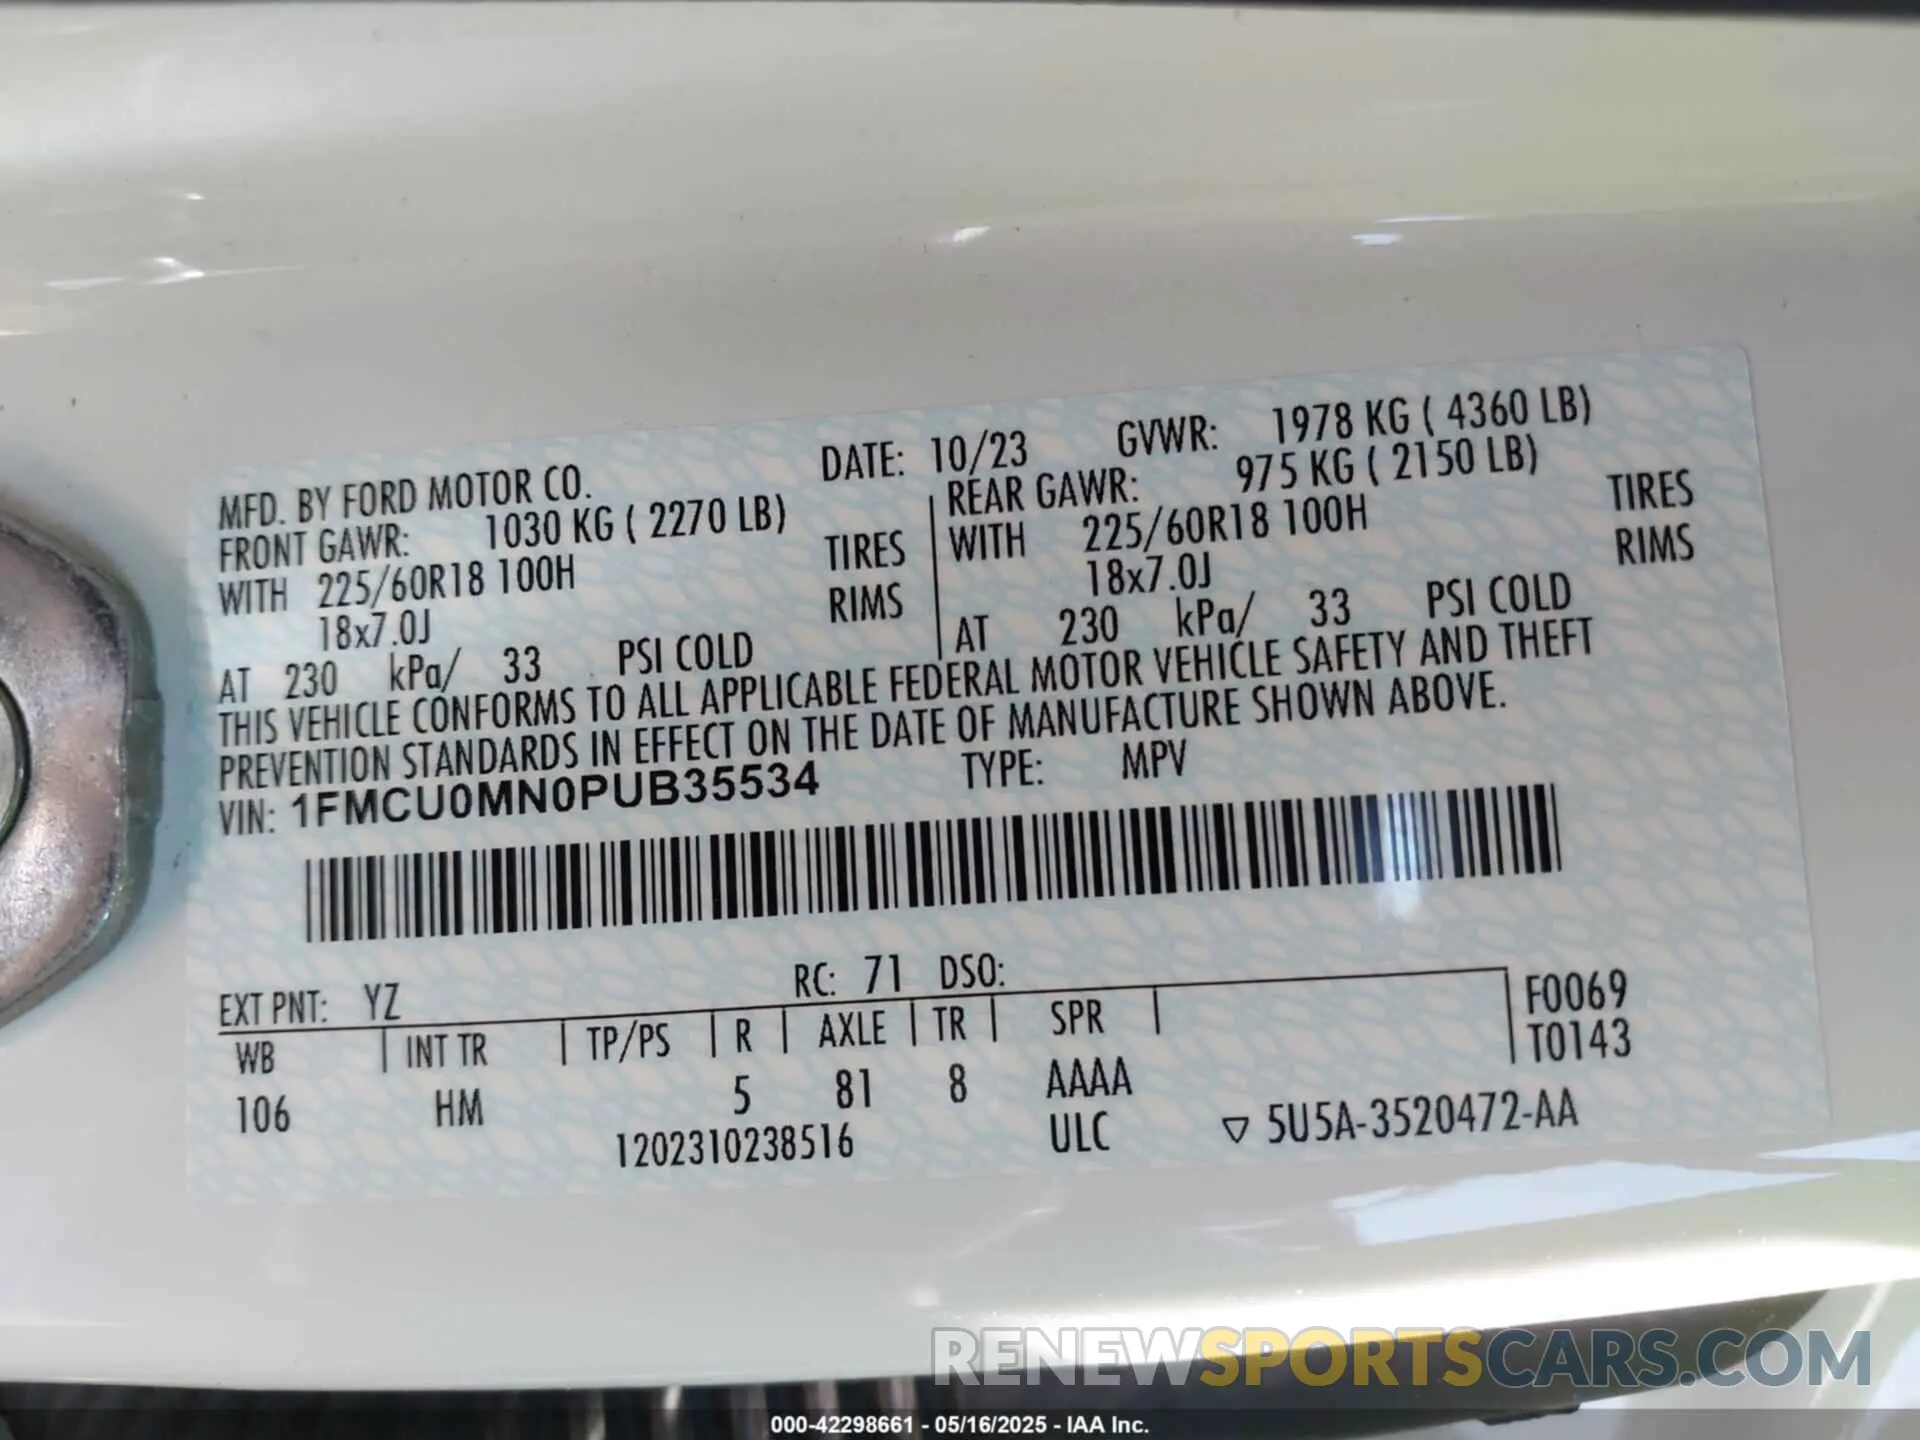 MFD. BY FORD MOTOR CO. DATE: 10/23 GVWR: 1978 KG ( 4360 LB)
FRONT GAWR: 1030 KG ( 2270 LB) REAR GAWR: 975 KG ( 2150 LB)
WITH 225/60R18 100H TIRES WITH 225/60R18 100H TIRES
18x7.0J RIMS 18x7.0J RIMS
AT 230 kPa/ 33 PSI COLD AT 230 kPa/ 33 PSI COLD
THIS VEHICLE CONFORMS TO ALL APPLICABLE FEDERAL MOTOR VEHICLE SAFETY AND THEFT
PREVENTION STANDARDS IN EFFECT ON THE DATE OF MANUFACTURE SHOWN ABOVE.
VIN: 1FMCU0MN0PUB35534 TYPE: MPV
EXT PNT: YZ RC: 71 DSO:
WB INT TR TP/PS R AXLE TR SPR F0069
T0143
106 HM 5 81 8 AAAA
1202310238516 ULC ▽ 5U5A-3520472-AA
RENEWSPORTSCARS.COM
000-42298661 - 05/16/2025 - IAA Inc.